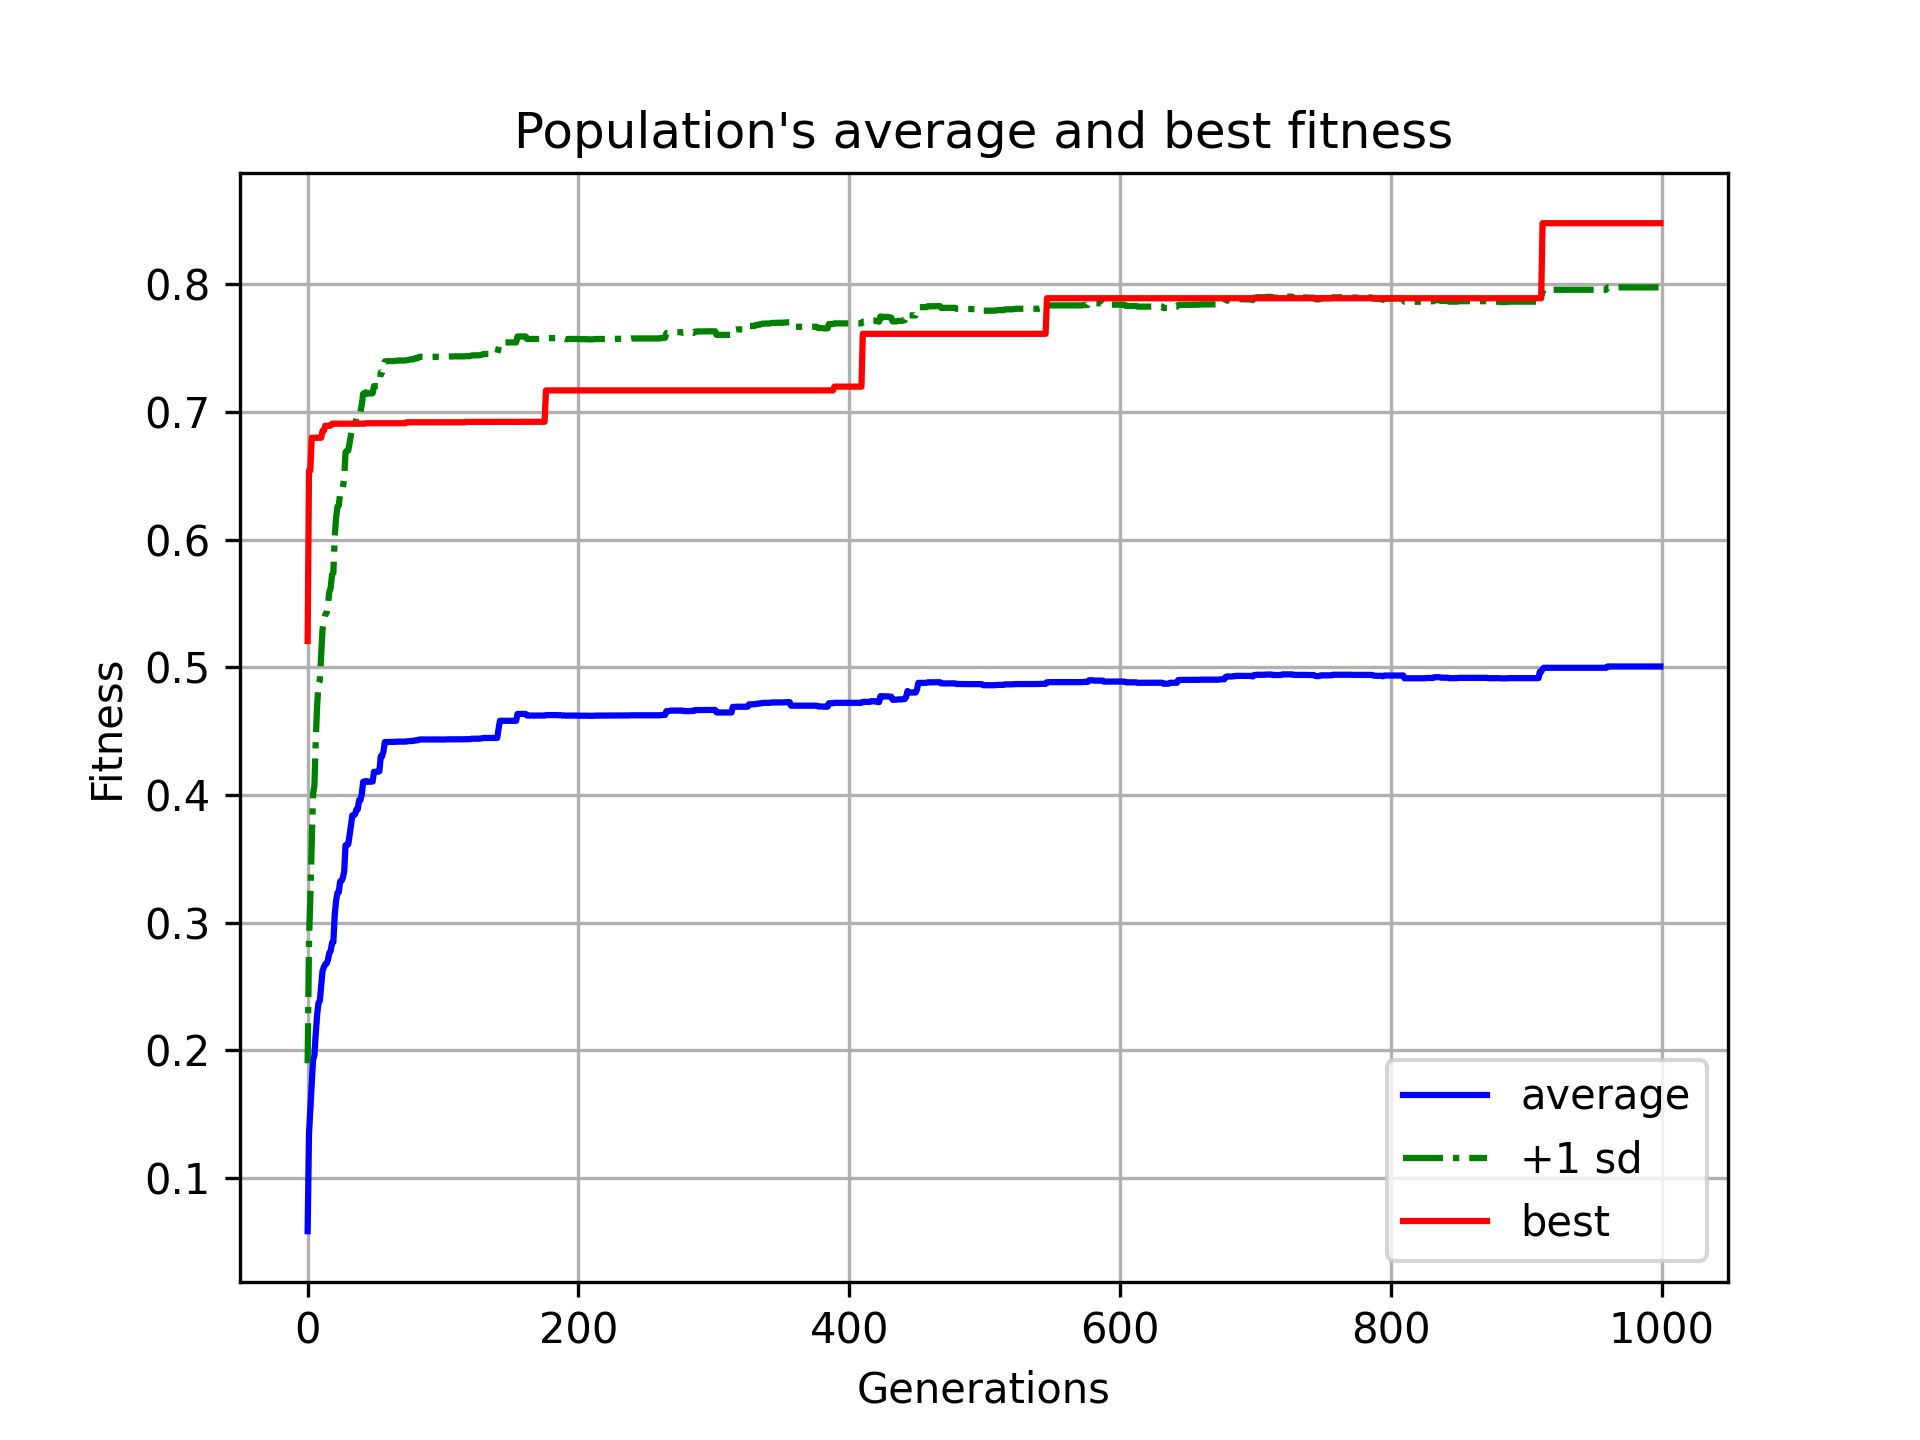 Population's average and best fitness
Fitness
0.8
0.7
0.6
0.5
0.4
0.3
0.2
0.1
0 200 400 600 800 1000
Generations
average
+1 sd
best